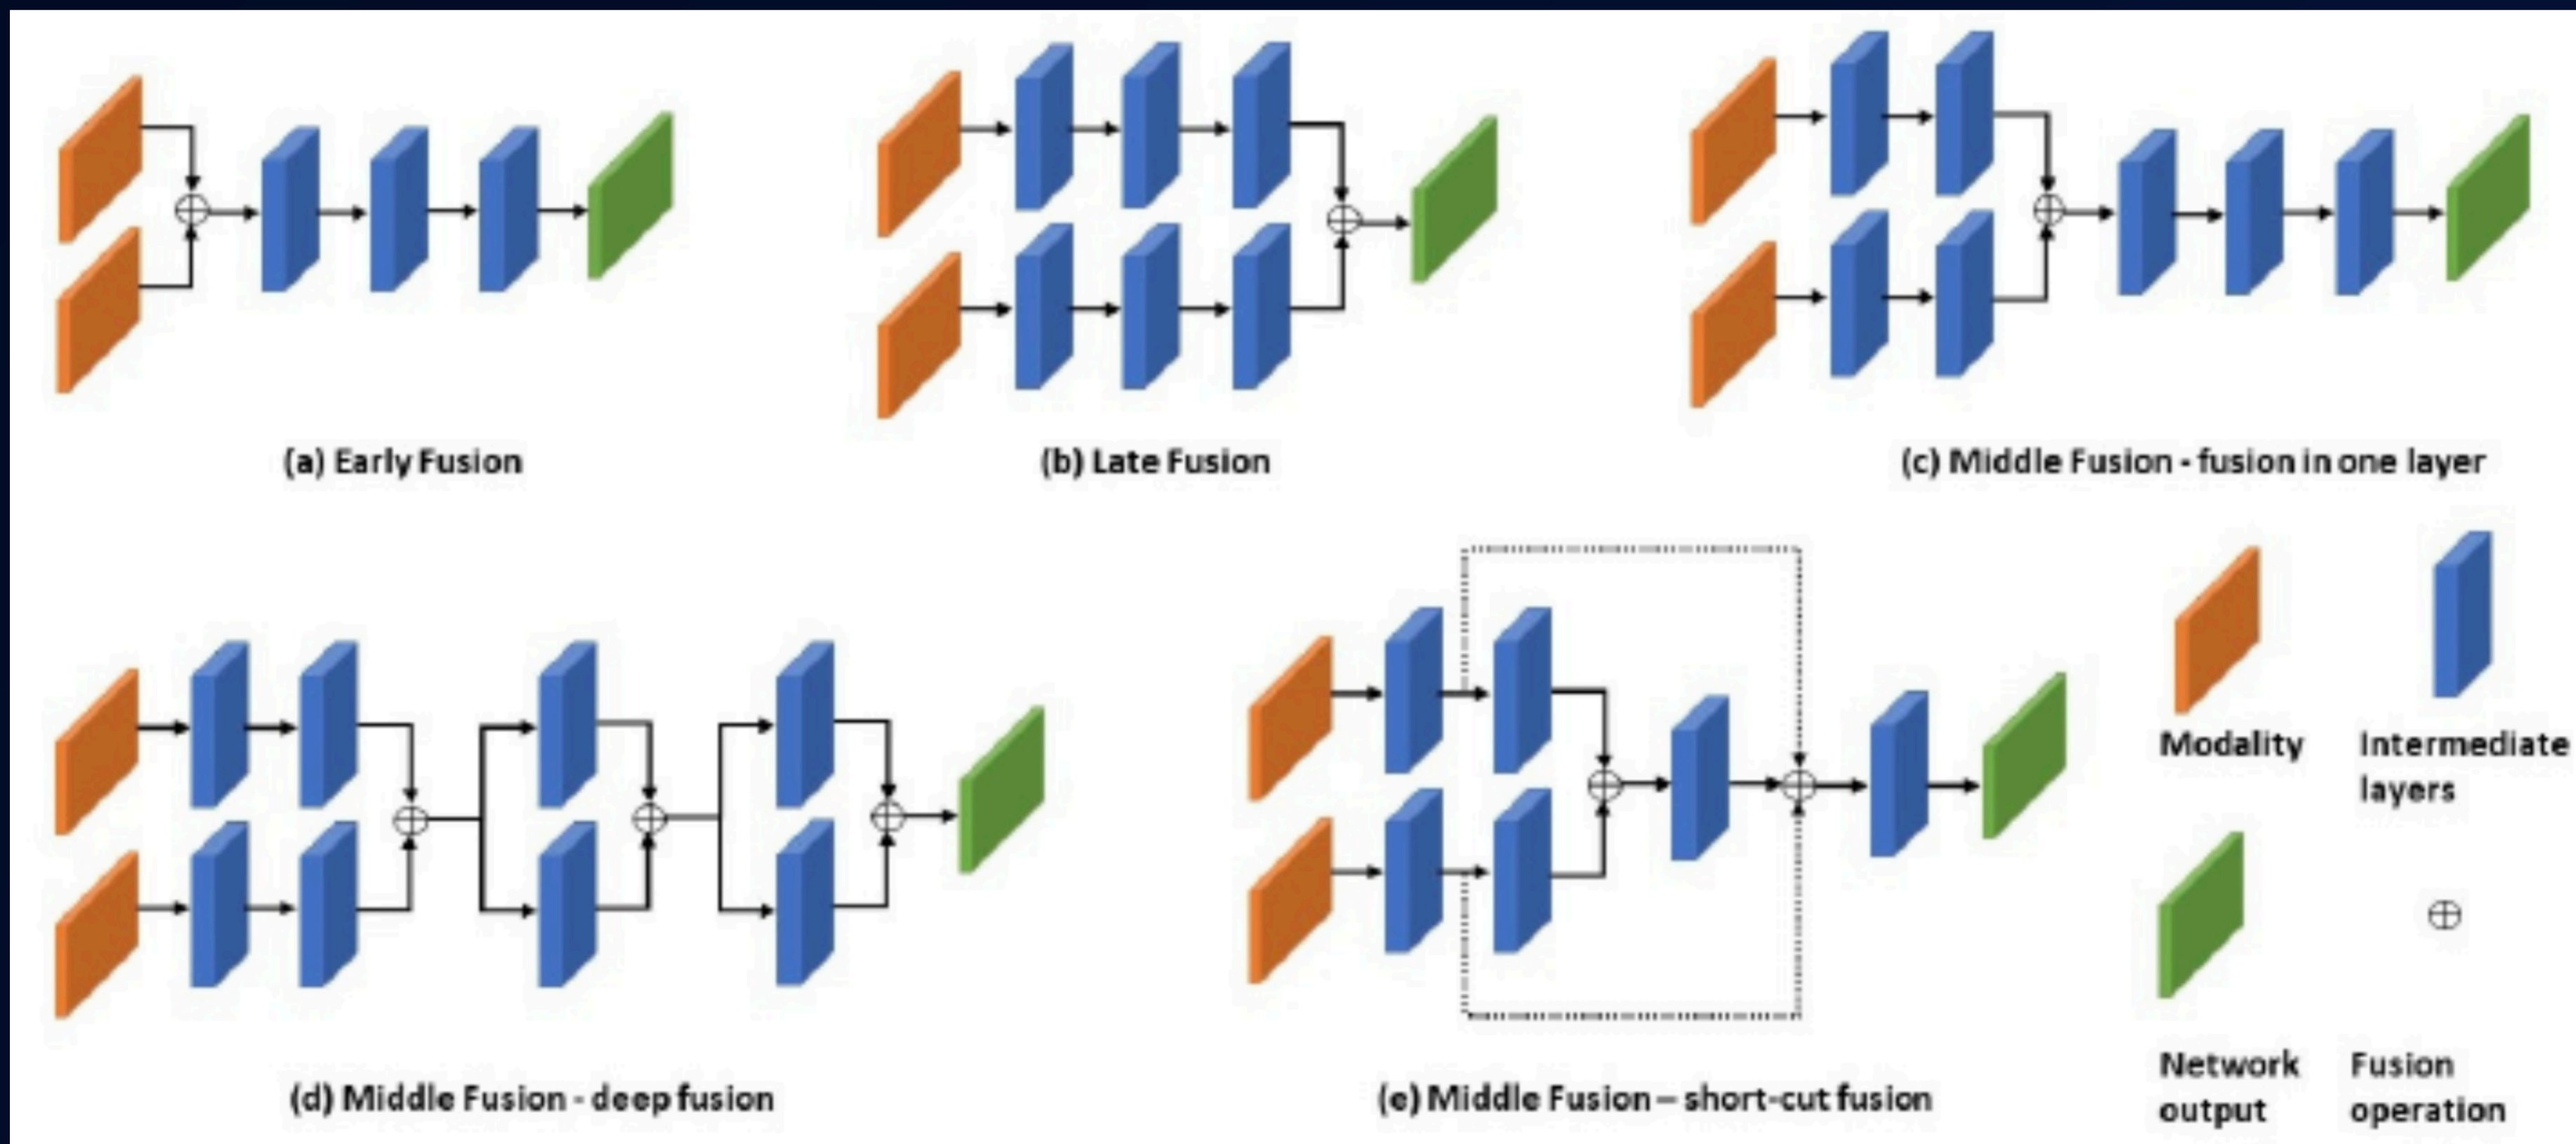 (a) Early Fusion
(b) Late Fusion
(c) Middle Fusion - fusion in one layer
Modality
Intermediate
layers
(d) Middle Fusion - deep fusion
(e) Middle Fusion – short-cut fusion
Network
output
Fusion
operation